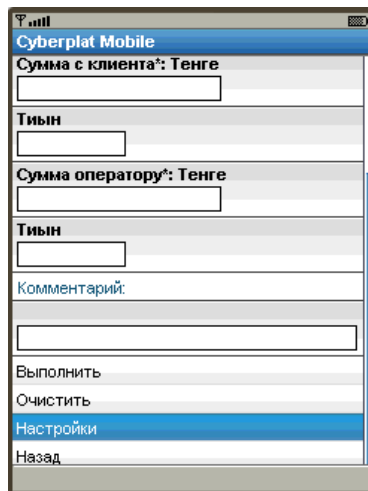 Cyberplat Mobile
Сумма с клиента*: Тенге
Тиын
Сумма оператору*: Тенге
Тиын
Комментарий:
Выполнить
Очистить
Настройки
Назад